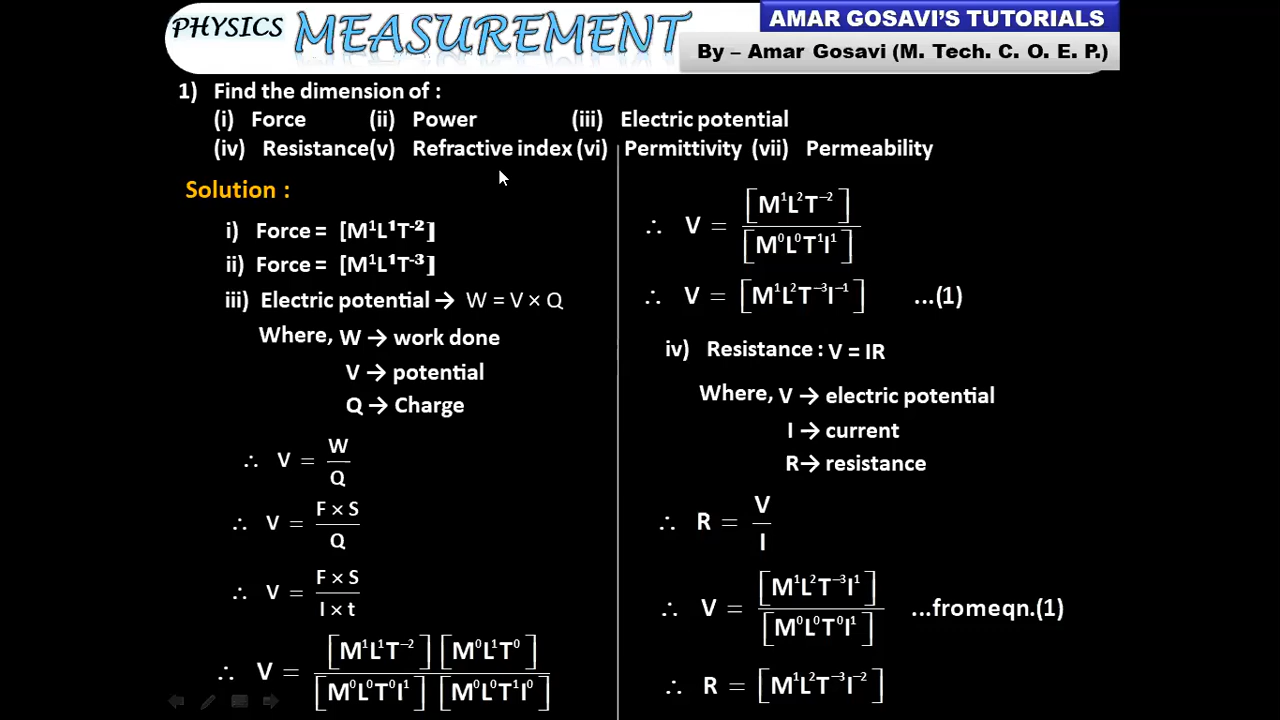 PHYSICS MEASUREMENT
AMAR GOSAVI'S TUTORIALS
By – Amar Gosavi (M. Tech. C. O. E. P.)
1) Find the dimension of :
(i) Force (ii) Power (iii) Electric potential
(iv) Resistance(v) Refractive index (vi) Permittivity (vii) Permeability
Solution :
i) Force = [M¹L¹T⁻²]
ii) Force = [M¹L¹T⁻³]
iii) Electric potential → W = V × Q
Where, W → work done
V → potential
Q → Charge
∴ V = W / Q
∴ V = F × S / Q
∴ V = F × S / I × t
∴ V = [M¹L¹T⁻²] [M⁰L¹T⁰] / [M⁰L⁰T⁰I¹] [M⁰L⁰T¹I⁰]
∴ V = [M¹L²T⁻²] / [M⁰L⁰T¹I¹]
∴ V = [M¹L²T⁻³I⁻¹] ...(1)
iv) Resistance : V = IR
Where, V → electric potential
I → current
R→ resistance
∴ R = V / I
∴ V = [M¹L²T⁻³I¹] / [M⁰L⁰T⁰I¹] ...fromeqn.(1)
∴ R = [M¹L²T⁻³I⁻²]